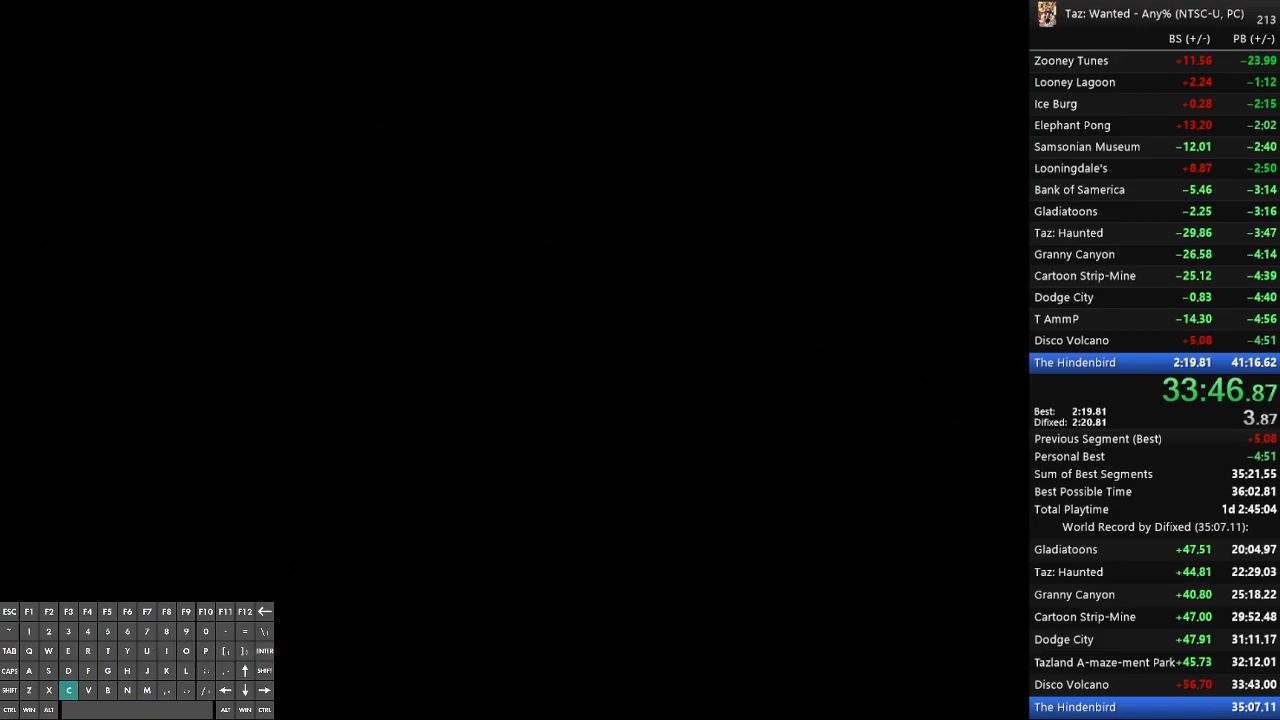 Taz: Wanted - Any% (NTSC-U, PC)
213
BS (+/-) PB (+/-)
Zooney Tunes +11.56 −23.99
Looney Lagoon +2.24 −1:12
Ice Burg +0.28 −2:15
Elephant Pong +13.20 −2:02
Samsonian Museum −12.01 −2:40
Looningdale's +8.87 −2:50
Bank of Samerica −5.46 −3:14
Gladiatoons −2.25 −3:16
Taz: Haunted −29.86 −3:47
Granny Canyon −26.58 −4:14
Cartoon Strip-Mine −25.12 −4:39
Dodge City −0.83 −4:40
T AmmP −14.30 −4:56
Disco Volcano +5.08 −4:51
The Hindenbird 2:19.81 41:16.62
33:46.87
Best: 2:19.81
Difixed: 2:20.81 3.87
Previous Segment (Best) +5.08
Personal Best −4:51
Sum of Best Segments 35:21.55
Best Possible Time 36:02.81
Total Playtime 1d 2:45:04
World Record by Difixed (35:07.11):
Gladiatoons +47.51 20:04.97
Taz: Haunted +44.81 22:29.03
Granny Canyon +40.80 25:18.22
Cartoon Strip-Mine +47.00 29:52.48
Dodge City +47.91 31:11.17
Tazland A-maze-ment Park +45.73 32:12.01
Disco Volcano +56.70 33:43.00
The Hindenbird 35:07.11
ESC F1 F2 F3 F4 F5 F6 F7 F8 F9 F10 F11 F12 ←
~ 1 2 3 4 5 6 7 8 9 0 - = \|
TAB Q W E R T Y U I O P [{ ]} ENTER
CAPS A S D F G H J K L ;: ↑ SHIFT
SHIFT Z X C V B N M ← ↓ →
CTRL WIN ALT ALT WIN CTRL